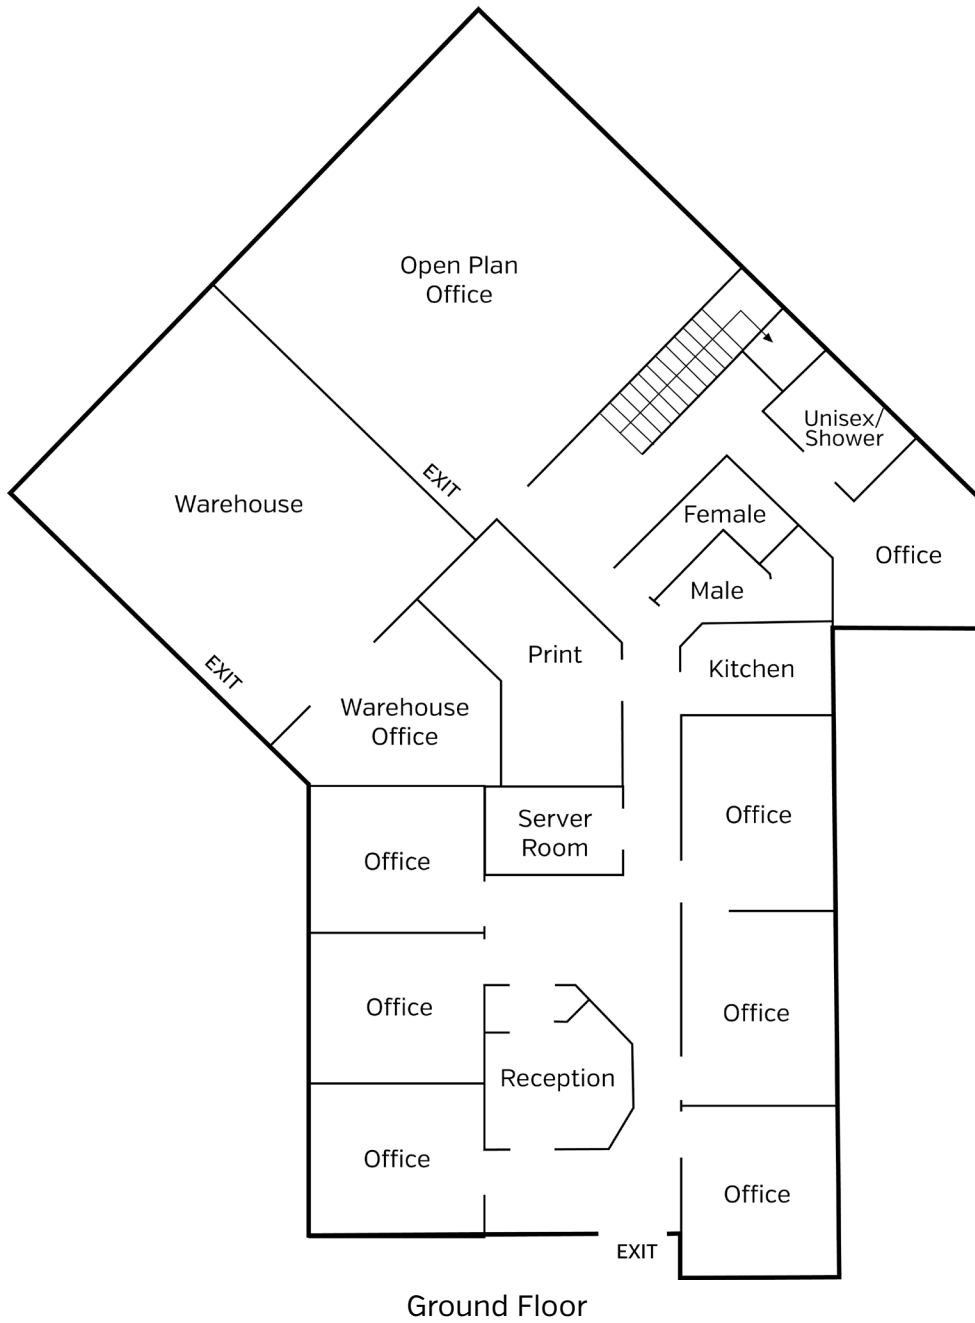 Open Plan
Office
Unisex/
Shower
EXIT
Warehouse
Female
Office
Male
Print
Kitchen
EXIT
Warehouse
Office
Office
Server
Room
Office
Office
Office
Reception
Office
Office
EXIT
Ground Floor